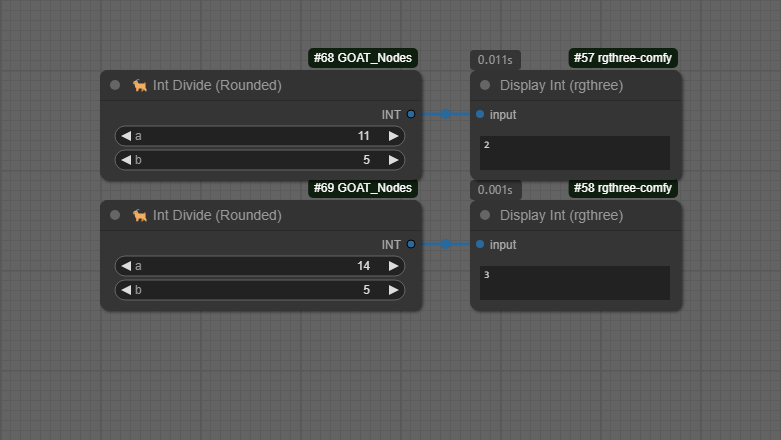 #68 GOAT_Nodes
0.011s
#57 rgthree-comfy
Int Divide (Rounded)
Display Int (rgthree)
INT
input
a 11
b 5
2
#69 GOAT_Nodes
0.001s
#58 rgthree-comfy
Int Divide (Rounded)
Display Int (rgthree)
INT
input
a 14
b 5
3